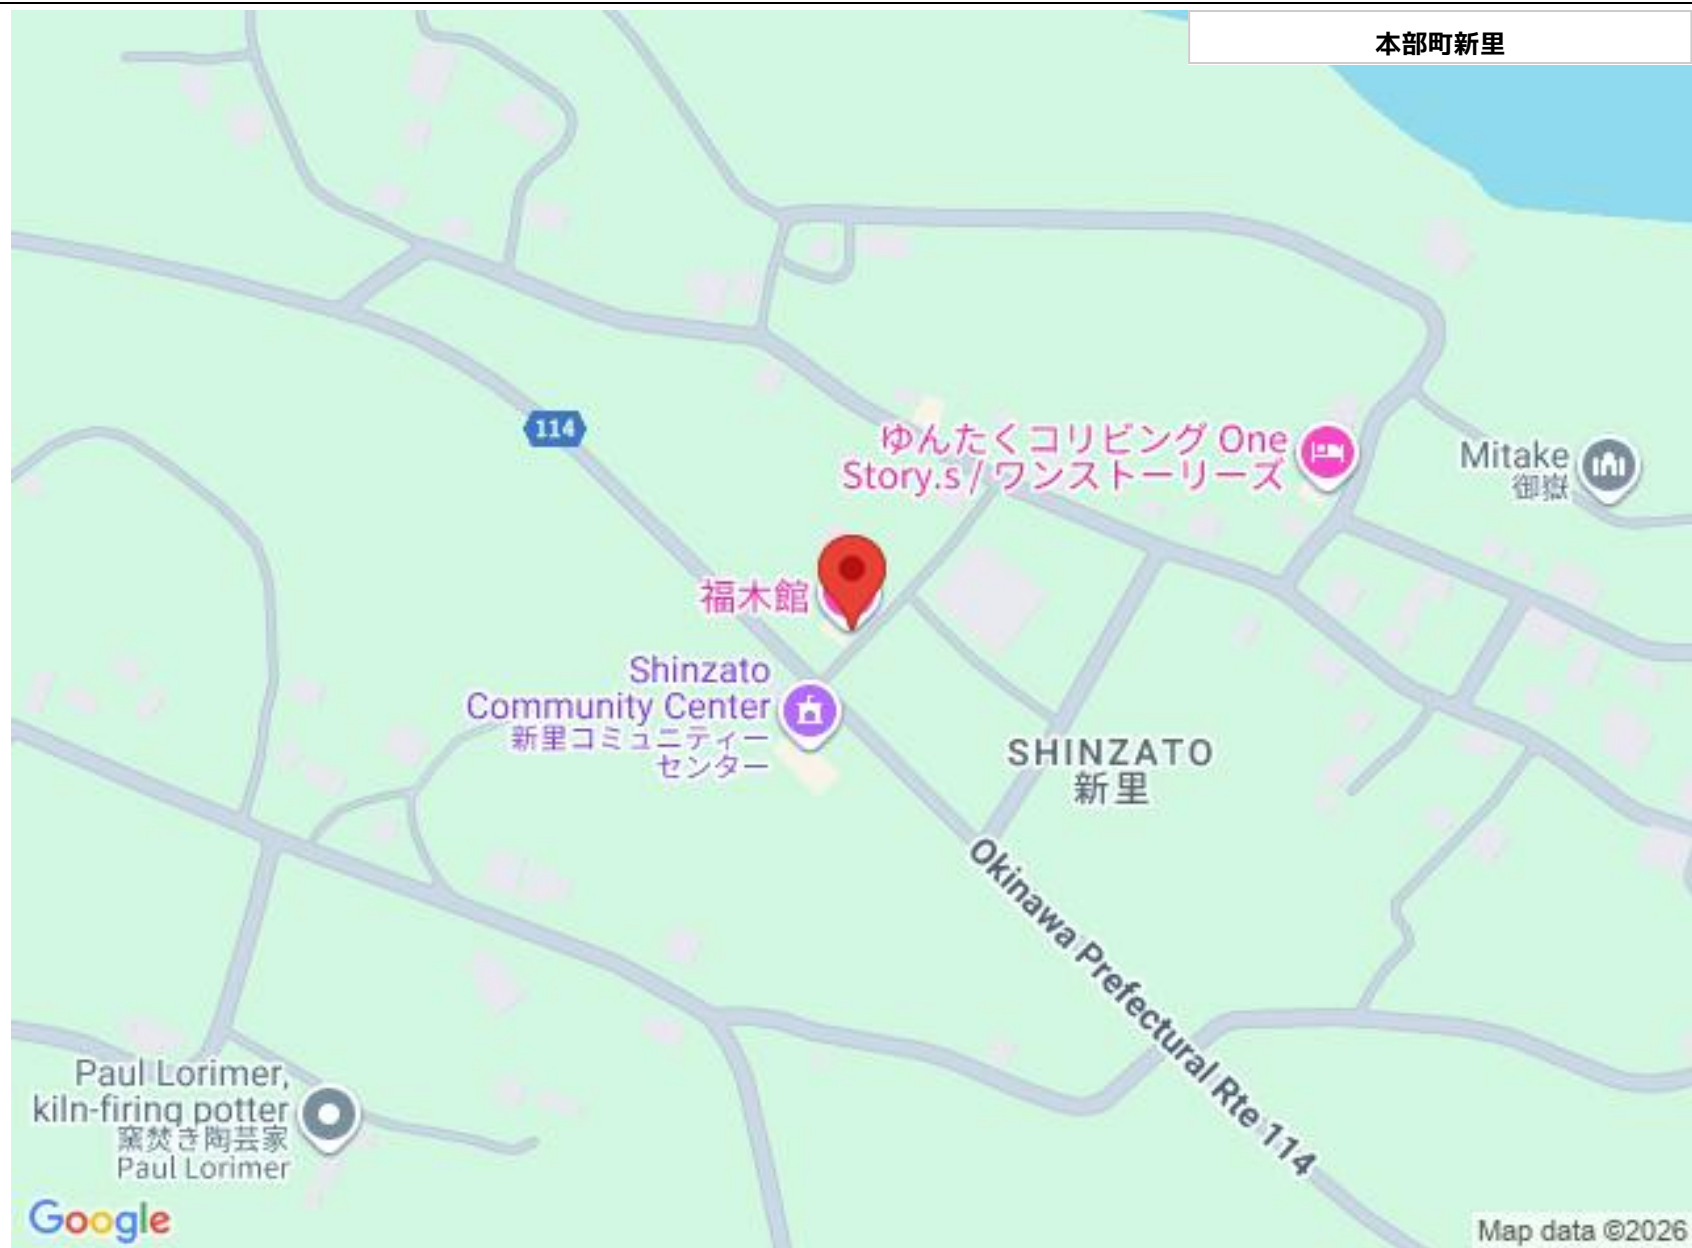 本部町新里
114
ゆんたくコリビング One
Story.s / ワンストーリーズ
Mitake
御嶽
福木館
Shinzato
Community Center
新里コミュニティー
センター
SHINZATO
新里
Okinawa Prefectural Rte 114
Paul Lorimer,
kiln-firing potter
窯焚き陶芸家
Paul Lorimer
Google
Map data ©2026